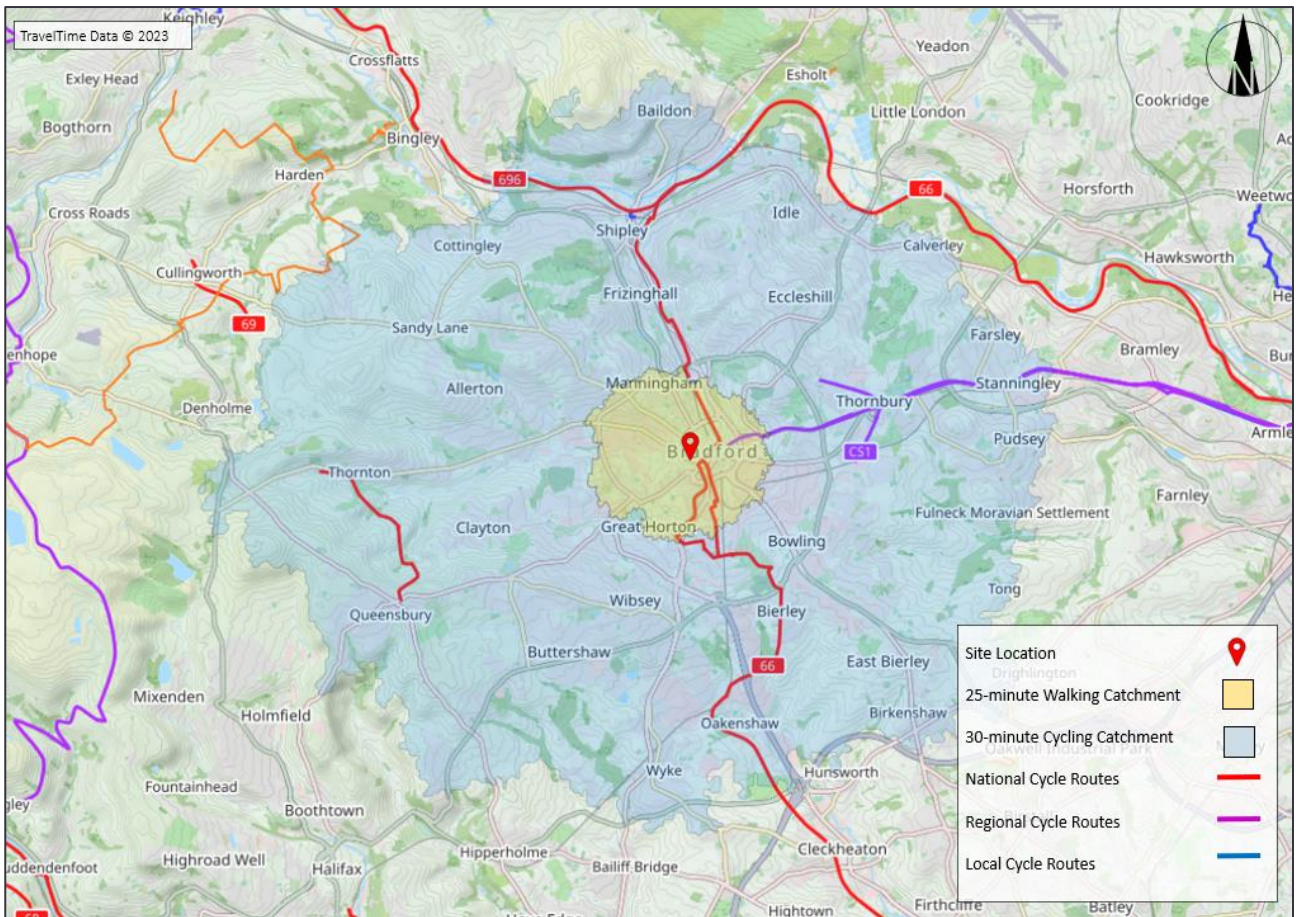 Keighley
TravelTime Data © 2023
Crossflatts
Yeadon
Exley Head
Esholt
Cookridge
Baildon
Little London
Bogthorn
Bingley
Harden
696
66
Horsforth
Cross Roads
Idle
Shipley
Cottingley
Calverley
Hawksworth
Cullingworth
Frizinghall
Eccleshill
69
Sandy Lane
Farsley
Bramley
Allerton
Manningham
Stanningley
Denholme
Thornbury
Bradford
CS1
Pudsey
Thornton
Farnley
Clayton
Great Horton
Fulneck Moravian Settlement
Bowling
Tong
Queensbury
Wibsey
Bierley
Buttershaw
66
East Bierley
Mixenden
Holmfield
Oakenshaw
Birkenshaw
Wyke
Hunsworth
Fountainhead
Boothtown
Cleckheaton
Highroad Well
Halifax
Hipperholme
Bailiff Bridge
Hightown
Firthcliffe
Batley
68
N
Site Location
Drighlington
25-minute Walking Catchment
30-minute Cycling Catchment
Oakwell Industrial Park
National Cycle Routes
Regional Cycle Routes
Local Cycle Routes